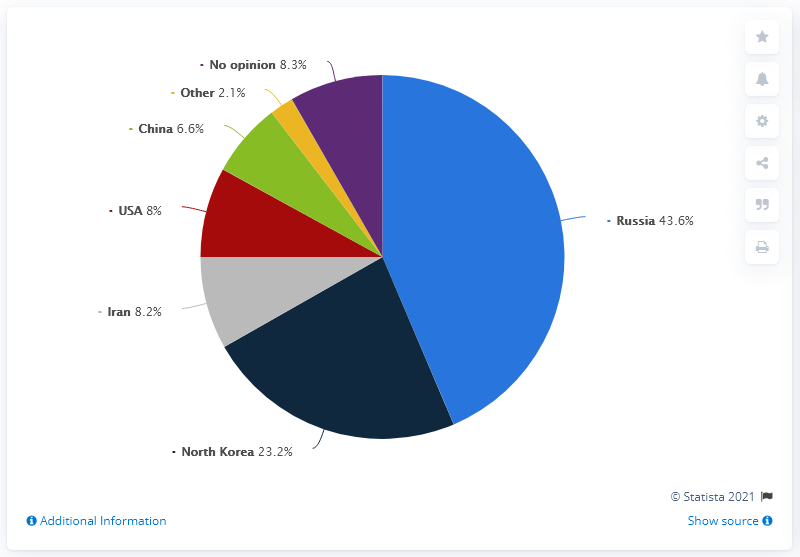 No opinion 8.3%
Other 2.1%
China 6.6%
USA 8%
Russia 43.6%
Iran 8.2%
North Korea 23.2%
© Statista 2021
Additional Information
Show source